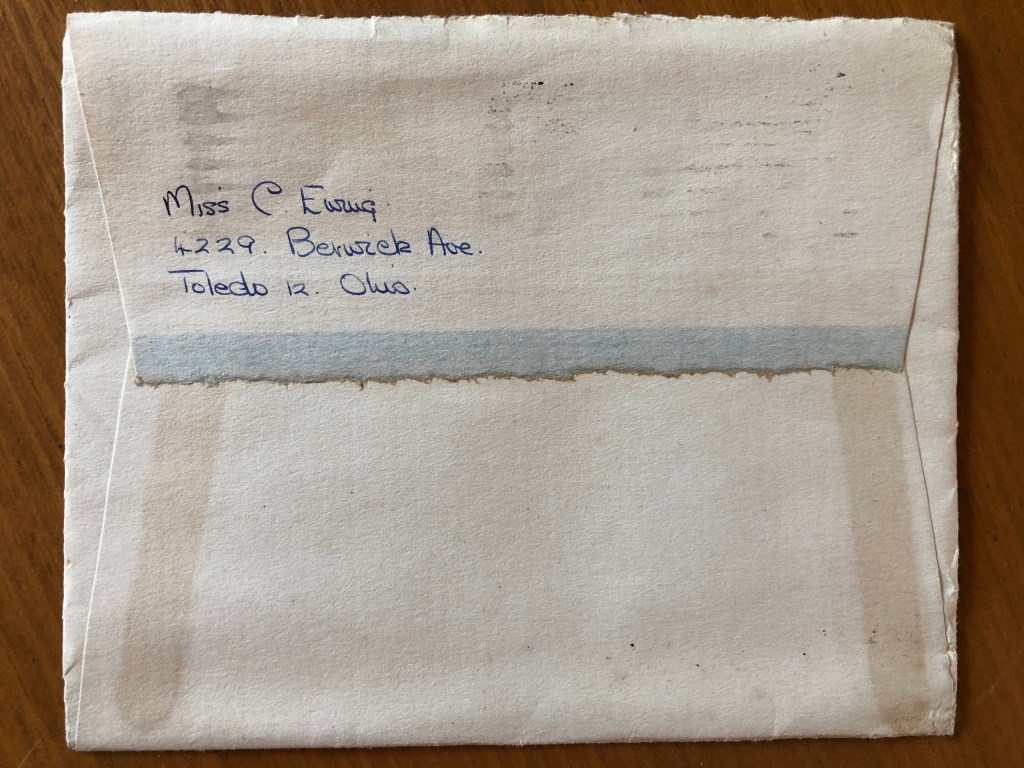 Miss C. Ewing.
4229. Berwick Ave.
Toledo 12. Ohio.